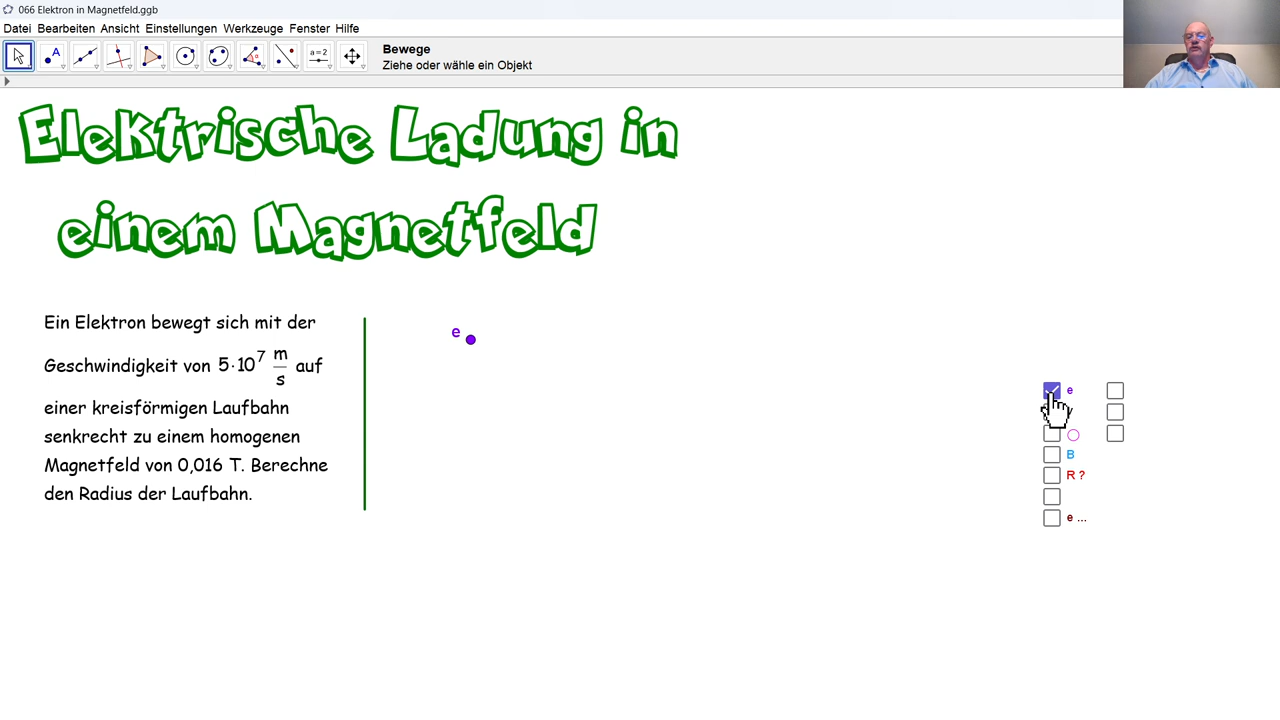 066 Elektron in Magnetfeld.ggb
Datei Bearbeiten Ansicht Einstellungen Werkzeuge Fenster Hilfe
A
a=2
Bewege
Ziehe oder wähle ein Objekt
Elektrische Ladung in
einem Magnetfeld
Ein Elektron bewegt sich mit der
Geschwindigkeit von 5·10⁷ m/s auf
einer kreisförmigen Laufbahn
senkrecht zu einem homogenen
Magnetfeld von 0,016 T. Berechne
den Radius der Laufbahn.
e
e
B
R ?
e ...